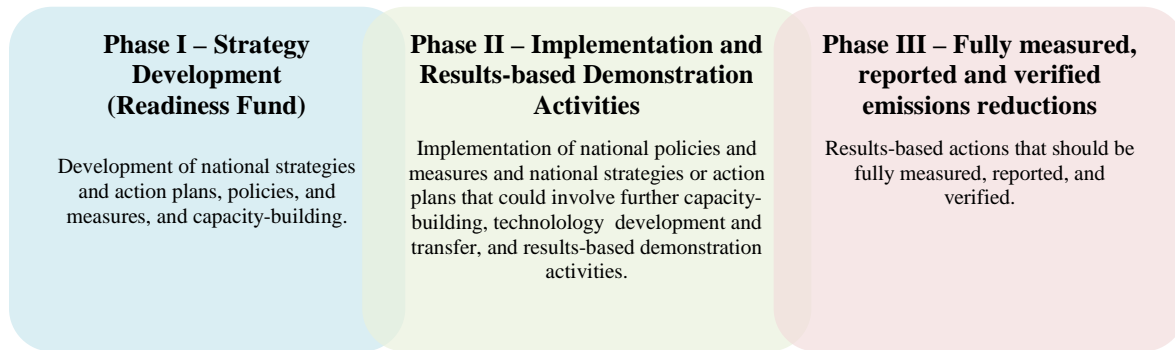 Phase I – Strategy
Development
(Readiness Fund)
Development of national strategies
and action plans, policies, and
measures, and capacity-building.
Phase II – Implementation and
Results-based Demonstration
Activities
Implementation of national policies and
measures and national strategies or action
plans that could involve further capacity-
building, technolology development and
transfer, and results-based demonstration
activities.
Phase III – Fully measured,
reported and verified
emissions reductions
Results-based actions that should be
fully measured, reported, and
verified.